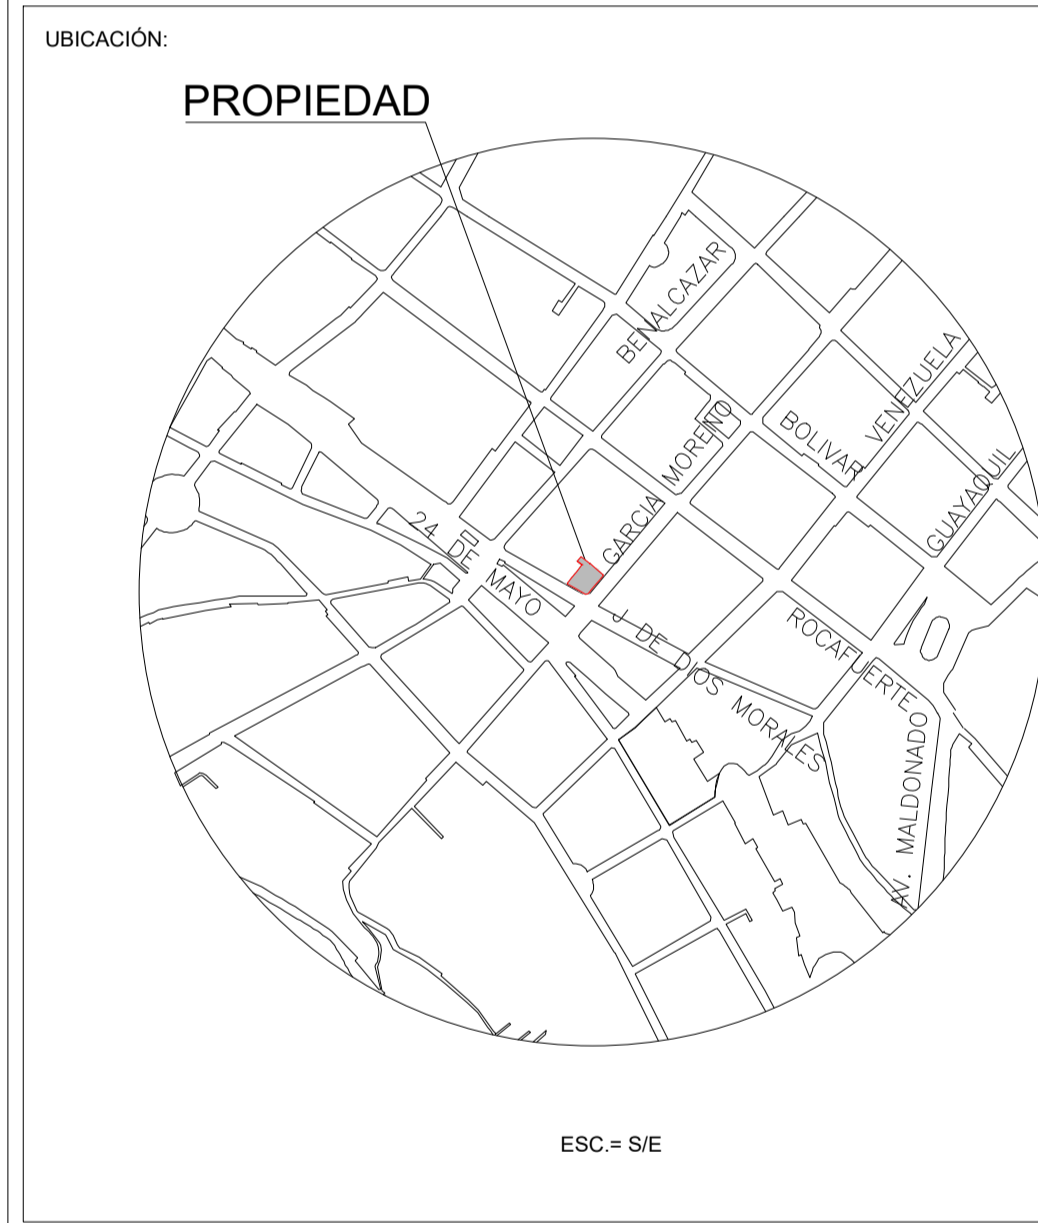 UBICACIÓN:
PROPIEDAD
BENALCAZAR
GARCIA MORENO
BOLIVAR
VENEZUELA
GUAYAQUIL
24 DE MAYO
J DE DIOS MORALES
ROCAFUERTE
AV. MALDONADO
ESC.= S/E